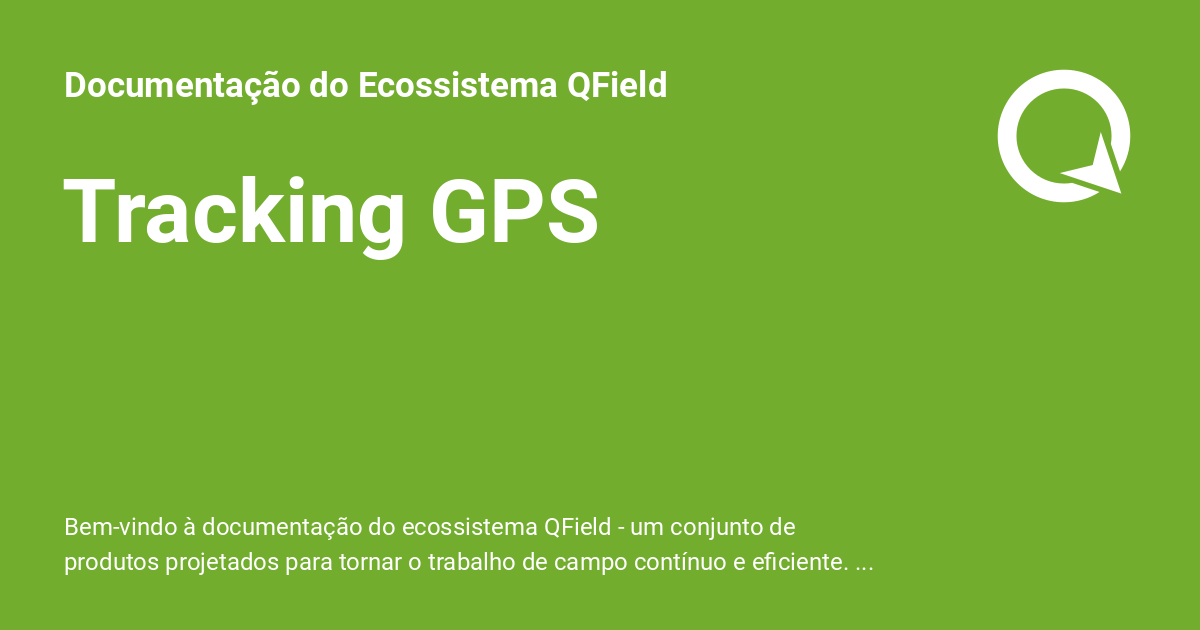 Documentação do Ecossistema QField
Tracking GPS
Bem-vindo à documentação do ecossistema QField - um conjunto de
produtos projetados para tornar o trabalho de campo contínuo e eficiente. ...